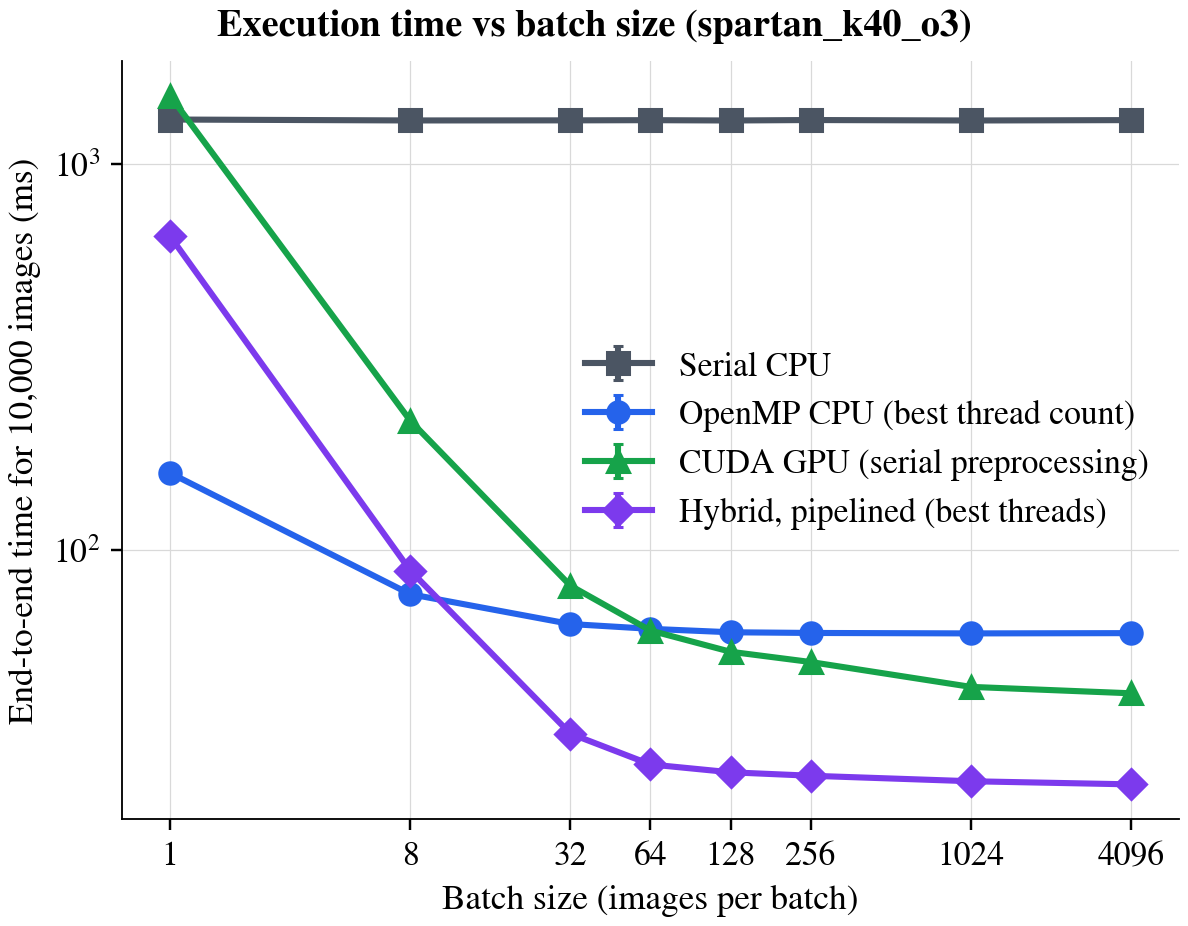 Execution time vs batch size (spartan_k40_o3)
End-to-end time for 10,000 images (ms)
10³
10²
Serial CPU
OpenMP CPU (best thread count)
CUDA GPU (serial preprocessing)
Hybrid, pipelined (best threads)
1 8 32 64 128 256 1024 4096
Batch size (images per batch)